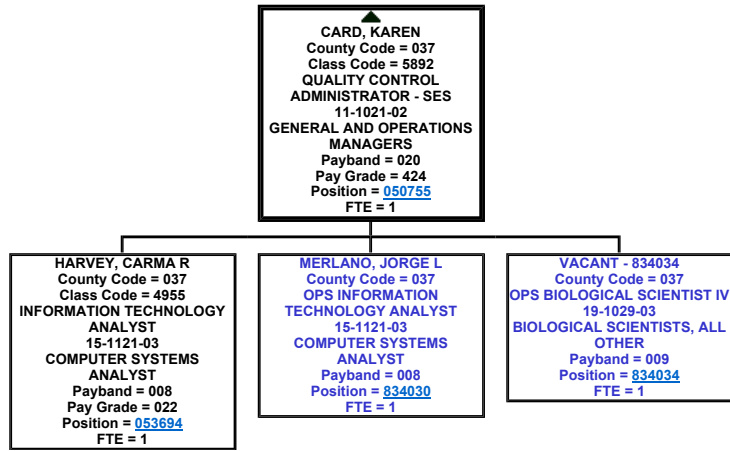 CARD, KAREN
County Code = 037
Class Code = 5892
QUALITY CONTROL
ADMINISTRATOR - SES
11-1021-02
GENERAL AND OPERATIONS
MANAGERS
Payband = 020
Pay Grade = 424
Position = 050755
FTE = 1
HARVEY, CARMA R
County Code = 037
Class Code = 4955
INFORMATION TECHNOLOGY
ANALYST
15-1121-03
COMPUTER SYSTEMS
ANALYST
Payband = 008
Pay Grade = 022
Position = 053694
FTE = 1
MERLANO, JORGE L
County Code = 037
OPS INFORMATION
TECHNOLOGY ANALYST
15-1121-03
COMPUTER SYSTEMS
ANALYST
Payband = 008
Position = 834030
FTE = 1
VACANT - 834034
County Code = 037
OPS BIOLOGICAL SCIENTIST IV
19-1029-03
BIOLOGICAL SCIENTISTS, ALL
OTHER
Payband = 009
Position = 834034
FTE = 1